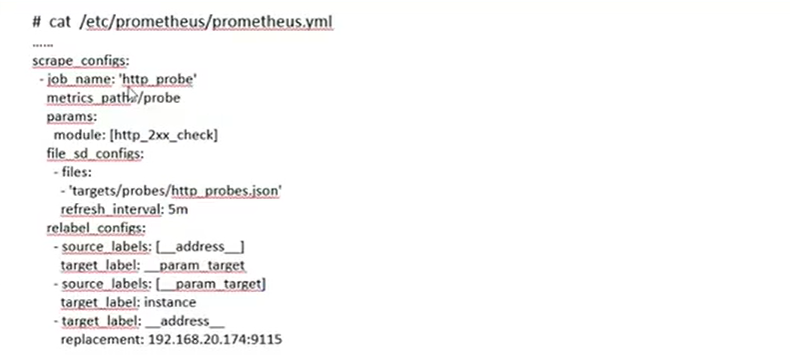 # cat /etc/prometheus/prometheus.yml
......
scrape_configs:
- job_name: 'http_probe'
metrics_path: /probe
params:
module: [http_2xx_check]
file_sd_configs:
- files:
- 'targets/probes/http_probes.json'
refresh_interval: 5m
relabel_configs:
- source_labels: [__address__]
target_label: __param_target
- source_labels: [__param_target]
target_label: instance
- target_label: __address__
replacement: 192.168.20.174:9115